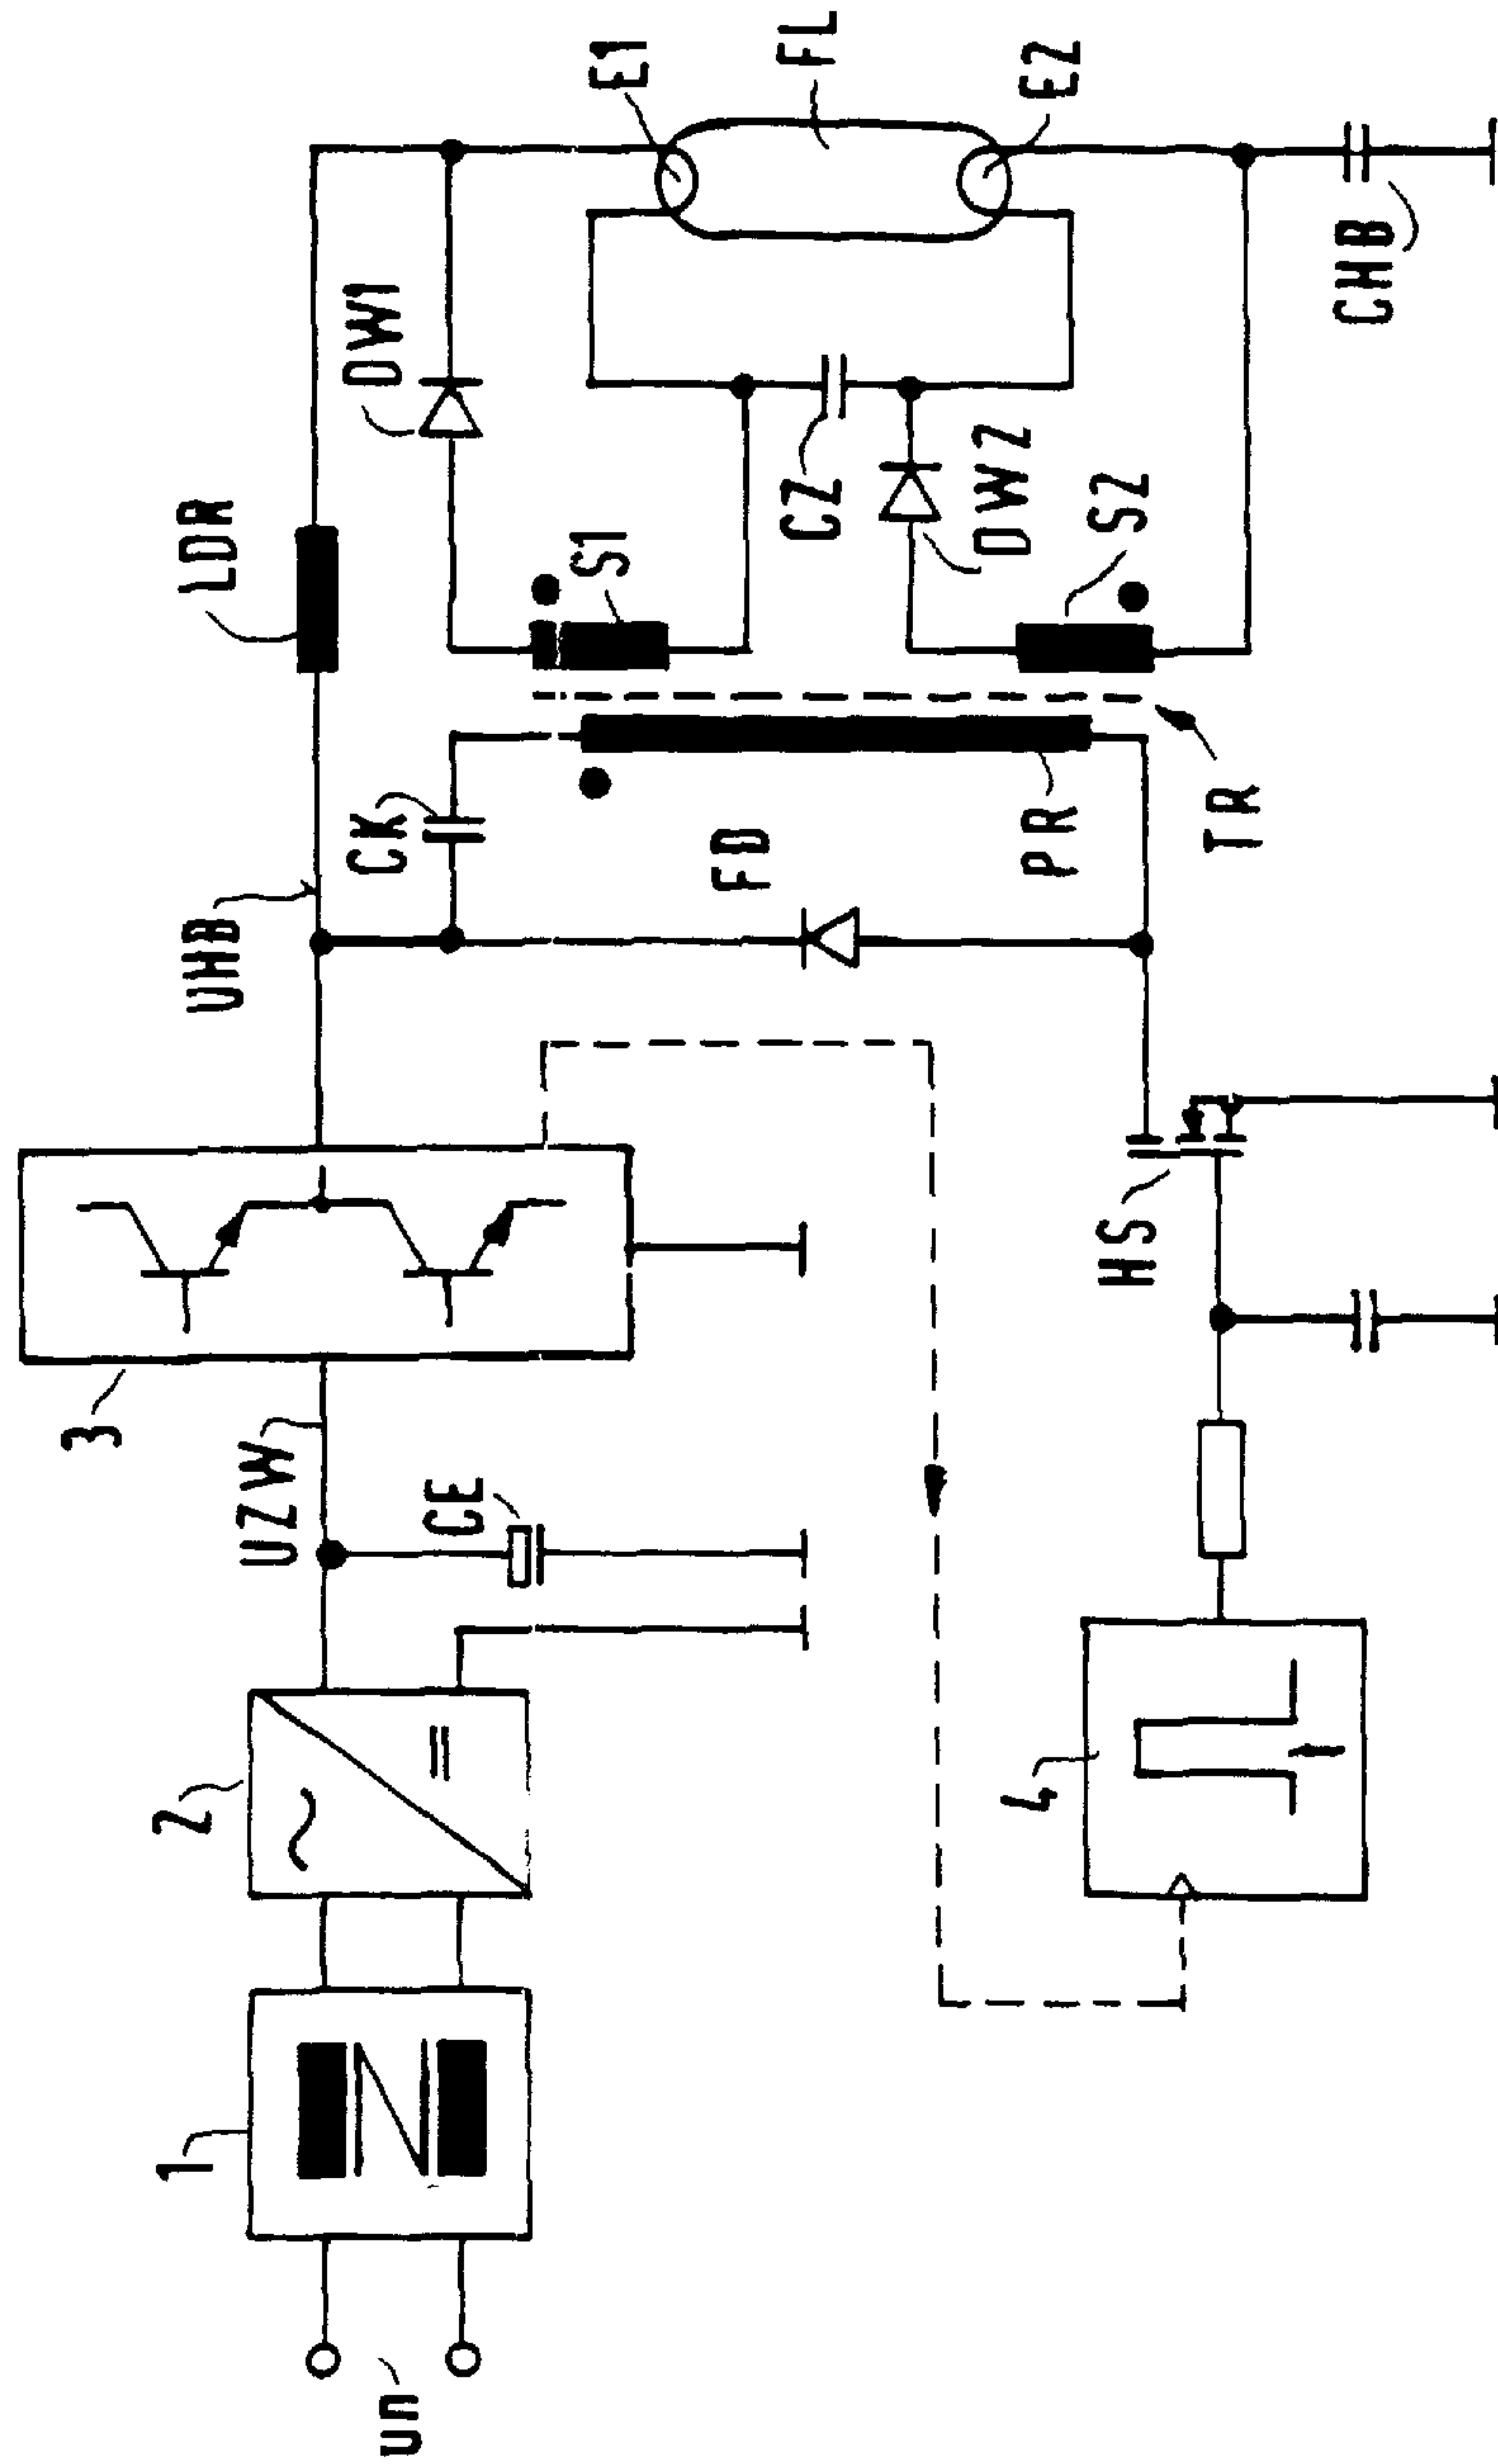 un
1
2
UZW
CE
3
UHB
LDR
DW1
CK
FD
PR
TR
S1
S2
CZ
DW2
E1
FL
E2
CHB
HS
4